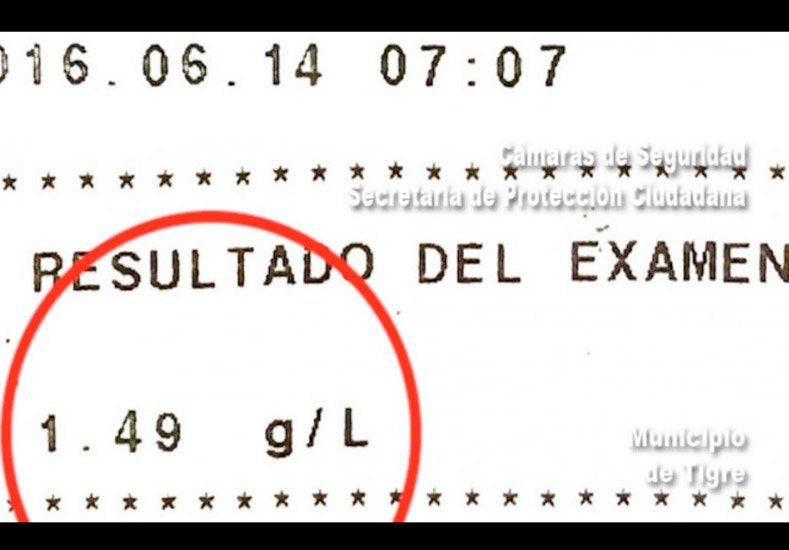 016.06.14 07:07
Cámaras de Seguridad
* * * * * * * * * * * * * * * * * * * * *
Secretaria de Protección Ciudadana
RESULTADO DEL EXAMEN
1.49 g/L
Municipio
de Tigre
* * * * * * * * * * * * * * * * * * * * *